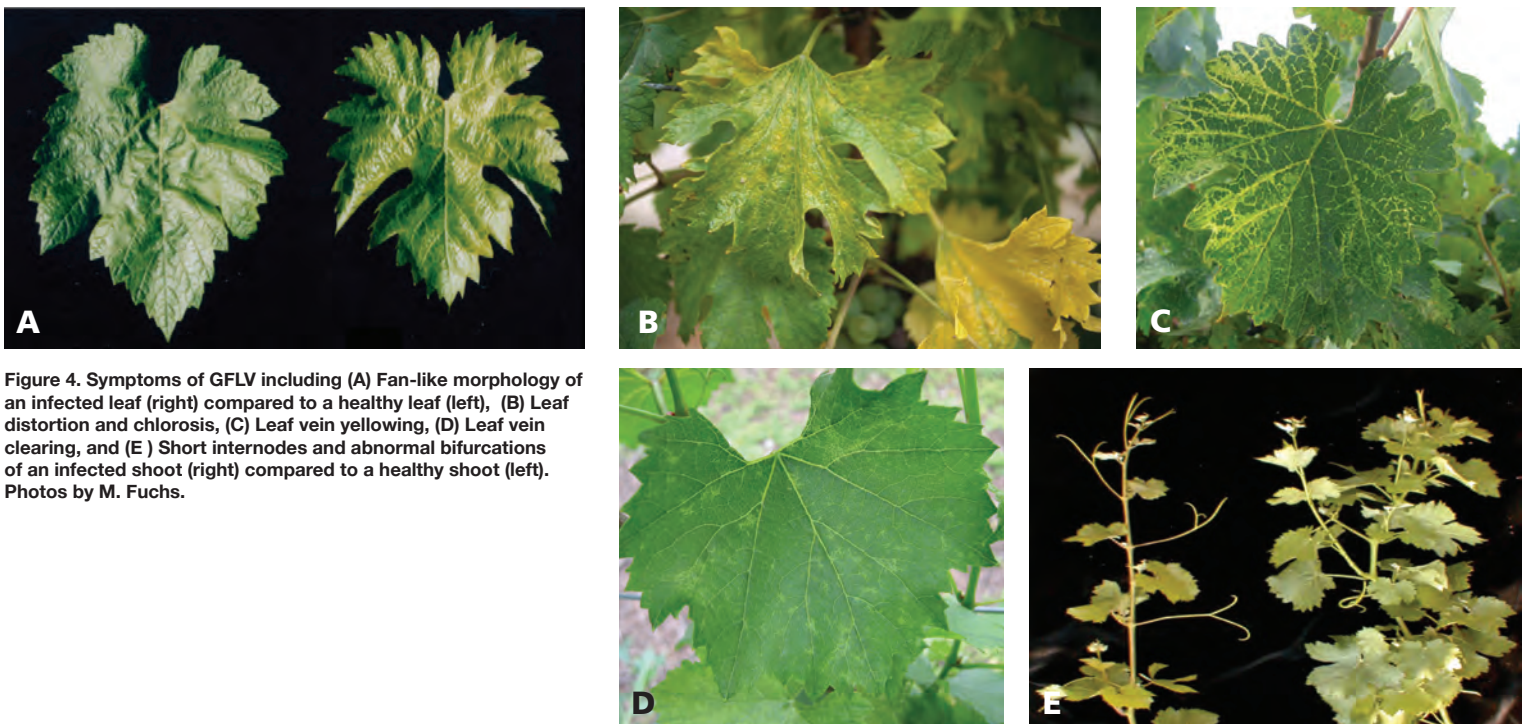 A
B
C
Figure 4. Symptoms of GFLV including (A) Fan-like morphology of
an infected leaf (right) compared to a healthy leaf (left),  (B) Leaf
distortion and chlorosis, (C) Leaf vein yellowing, (D) Leaf vein
clearing, and (E ) Short internodes and abnormal bifurcations
of an infected shoot (right) compared to a healthy shoot (left).
Photos by M. Fuchs.
D
E